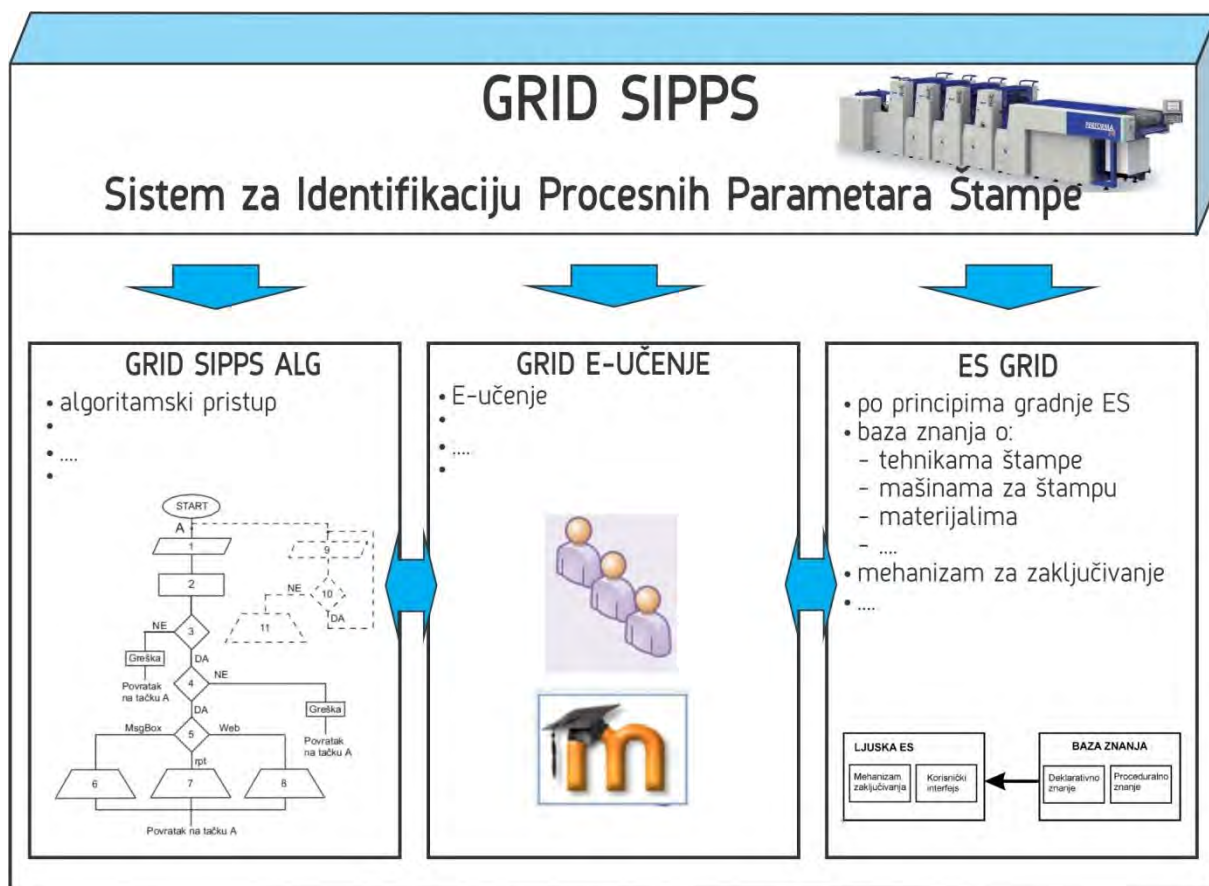 GRID SIPPS
Sistem za Identifikaciju Procesnih Parametara Štampe
GRID SIPPS ALG
• algoritamski pristup
•
• ....
•
START
A
1
2
3
NE
DA
Greška
Povratak
na tačku A
4
NE
DA
Greška
Povratak
na tačku A
5
MsgBox
Web
rpt
6
7
8
Povratak na tačku A
9
10
NE
DA
11
GRID E-UČENJE
• E-učenje
•
• ....
•
m
ES GRID
• po principima gradnje ES
• baza znanja o:
- tehnikama štampe
- mašinama za štampu
- materijalima
- ....
• mehanizam za zaključivanje
• ....
LJUSKA ES
Mehanizam
zaključivanja
Korisnički
interfejs
BAZA ZNANJA
Deklarativno
znanje
Proceduralno
znanje